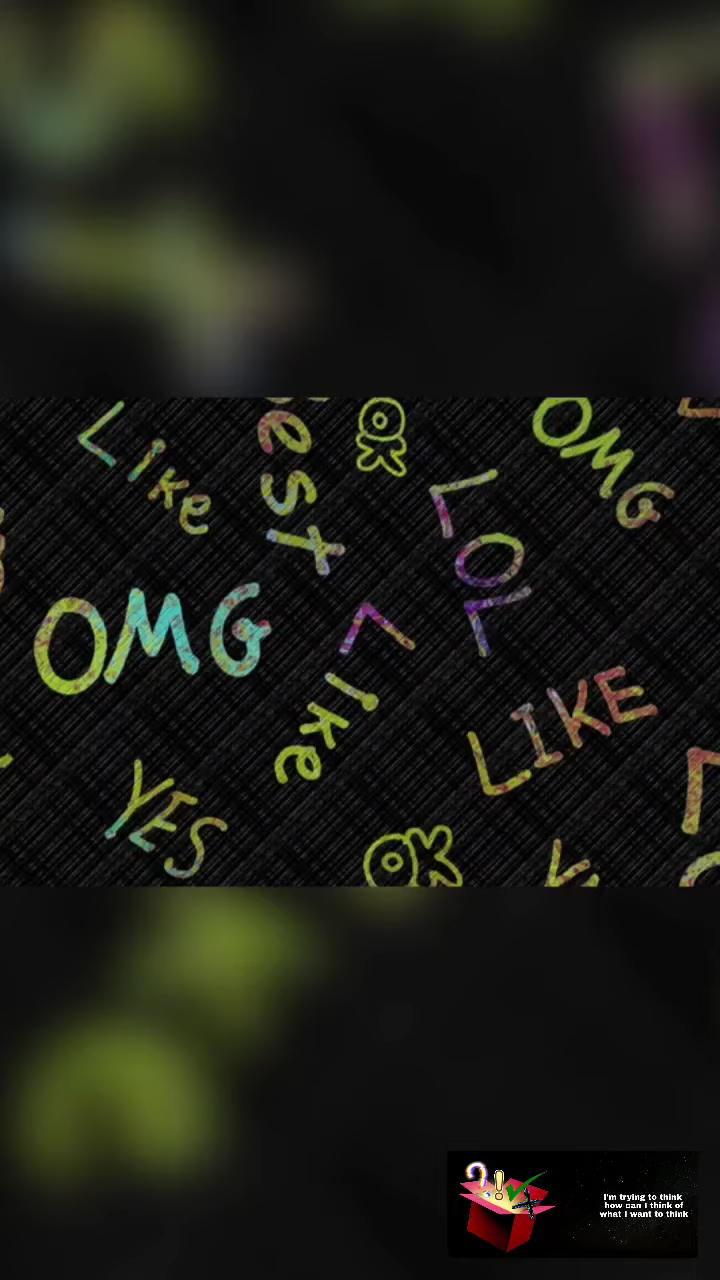 Like
est
OK
OMG
LOL
OMG
Like
LIKE
YES
OK
I'm trying to think
how can I think of
what I want to think